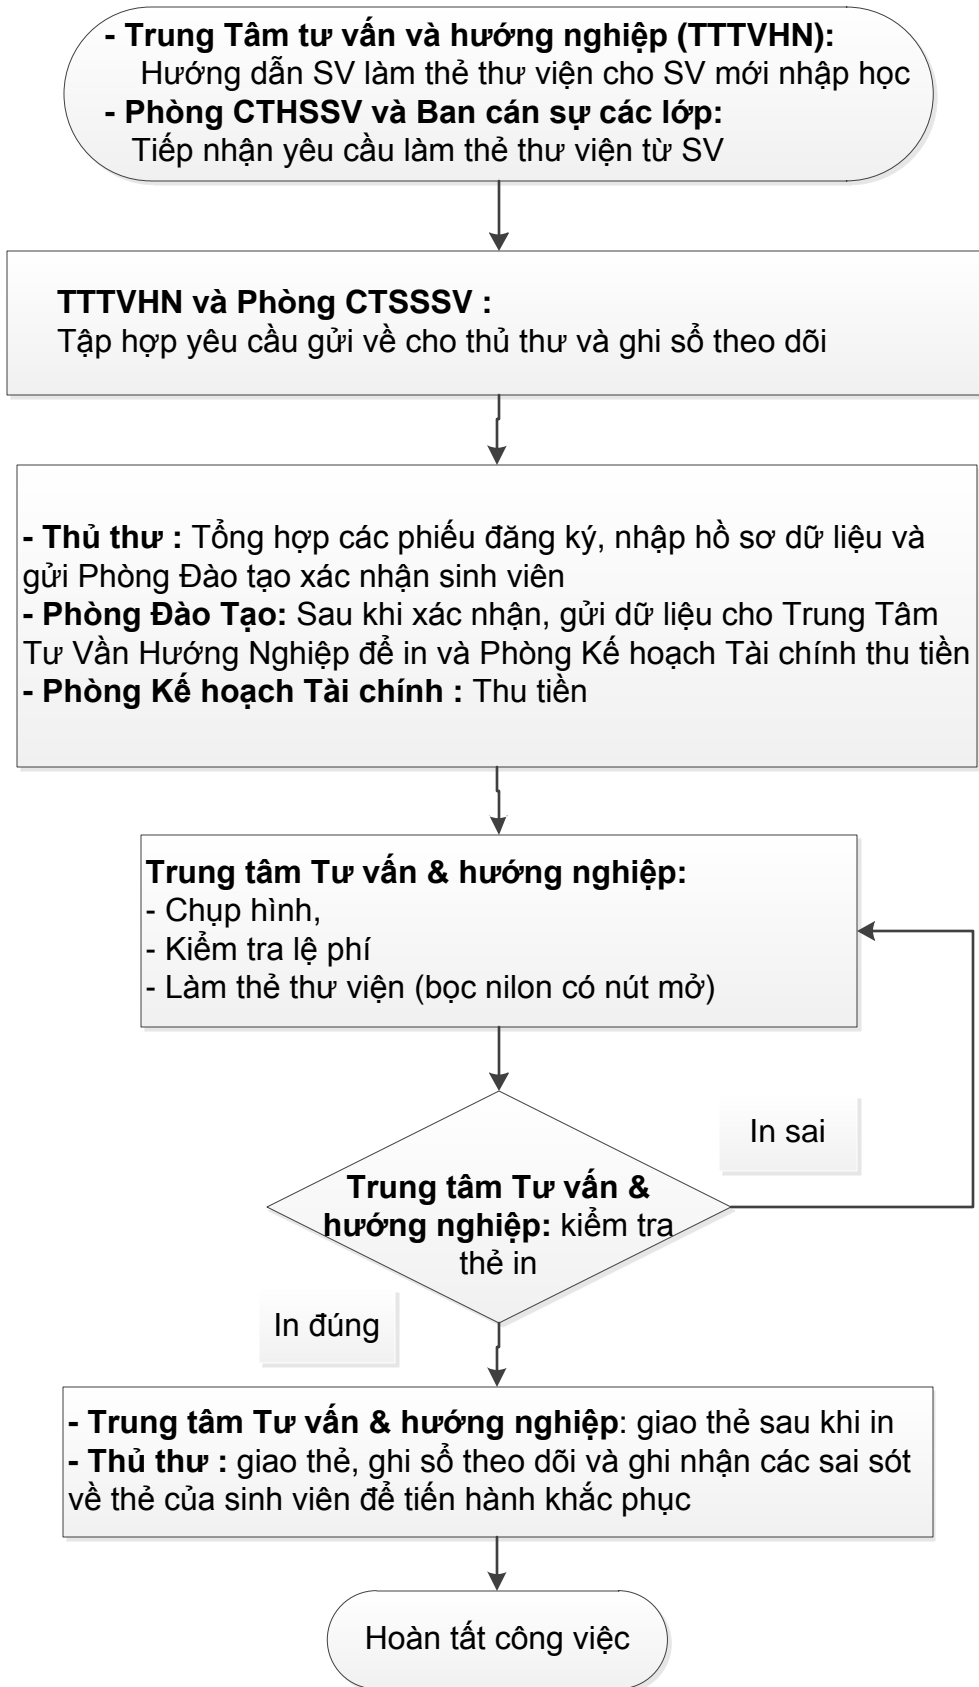 - Trung Tâm tư vấn và hướng nghiệp (TTTVHN):
Hướng dẫn SV làm thẻ thư viện cho SV mới nhập học
- Phòng CTHSSV và Ban cán sự các lớp:
Tiếp nhận yêu cầu làm thẻ thư viện từ SV
TTTVHN và Phòng CTSSSV :
Tập hợp yêu cầu gửi về cho thủ thư và ghi sổ theo dõi
- Thủ thư : Tổng hợp các phiếu đăng ký, nhập hồ sơ dữ liệu và
gửi Phòng Đào tạo xác nhận sinh viên
- Phòng Đào Tạo: Sau khi xác nhận, gửi dữ liệu cho Trung Tâm
Tư Vần Hướng Nghiệp để in và Phòng Kế hoạch Tài chính thu tiền
- Phòng Kế hoạch Tài chính : Thu tiền
Trung tâm Tư vấn & hướng nghiệp:
- Chụp hình,
- Kiểm tra lệ phí
- Làm thẻ thư viện (bọc nilon có nút mở)
In sai
Trung tâm Tư vấn &
hướng nghiệp: kiểm tra
thẻ in
In đúng
- Trung tâm Tư vấn & hướng nghiệp: giao thẻ sau khi in
- Thủ thư : giao thẻ, ghi sổ theo dõi và ghi nhận các sai sót
về thẻ của sinh viên để tiến hành khắc phục
Hoàn tất công việc